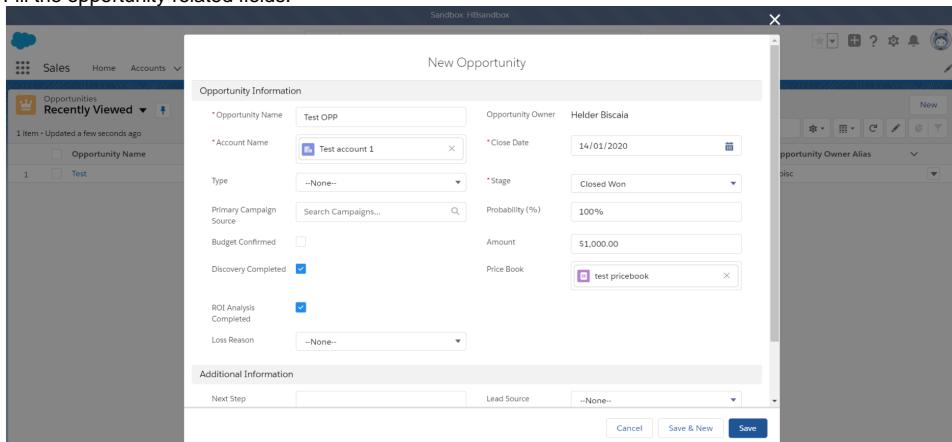 Fill the opportunity related fields.
Sandbox: HBsandbox
Sales Home Accounts
New Opportunity
Opportunities
Recently Viewed
New
1 item • Updated a few seconds ago
Opportunity Name
pportunity Owner Alias
1 Test
bisc
Opportunity Information
*Opportunity Name Test OPP
Opportunity Owner Helder Biscaia
*Account Name Test account 1
*Close Date 14/01/2020
Type --None--
*Stage Closed Won
Primary Campaign Source Search Campaigns...
Probability (%) 100%
Budget Confirmed
Amount $1,000.00
Discovery Completed
Price Book test pricebook
ROI Analysis
Completed
Loss Reason --None--
Additional Information
Next Step
Lead Source --None--
Cancel Save & New Save